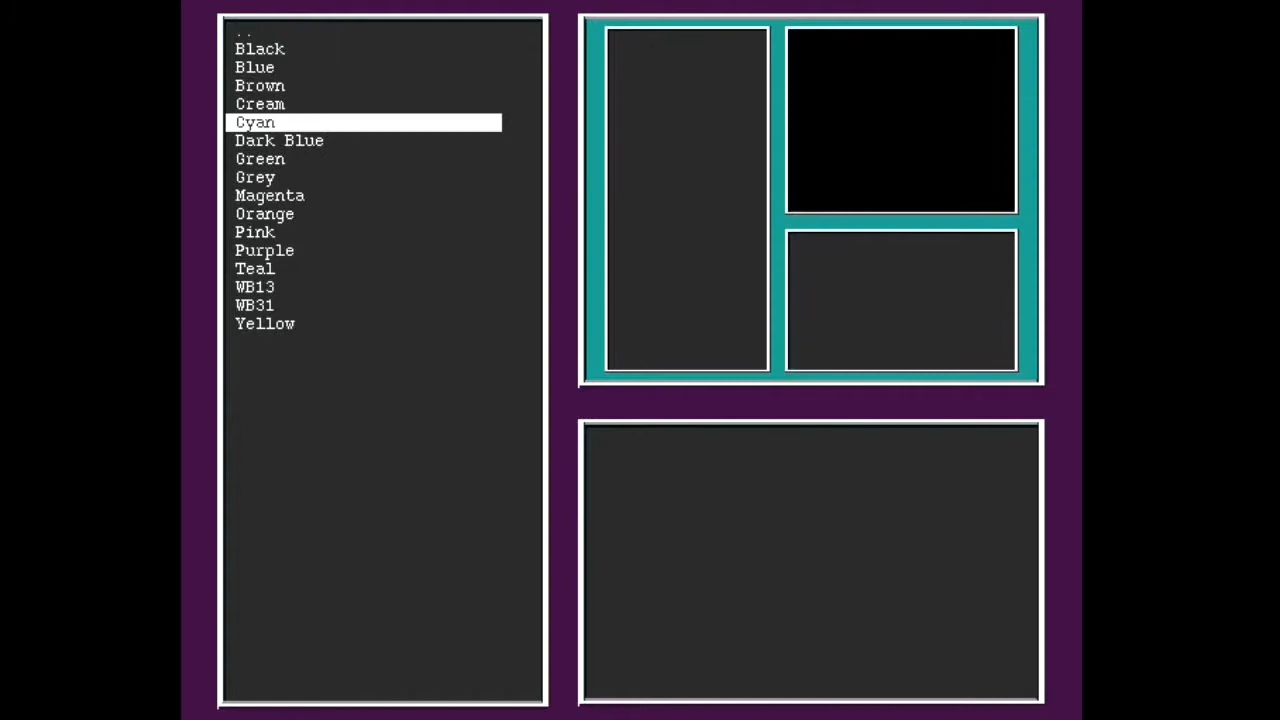 ..
Black
Blue
Brown
Cream
Cyan
Dark Blue
Green
Grey
Magenta
Orange
Pink
Purple
Teal
WB13
WB31
Yellow